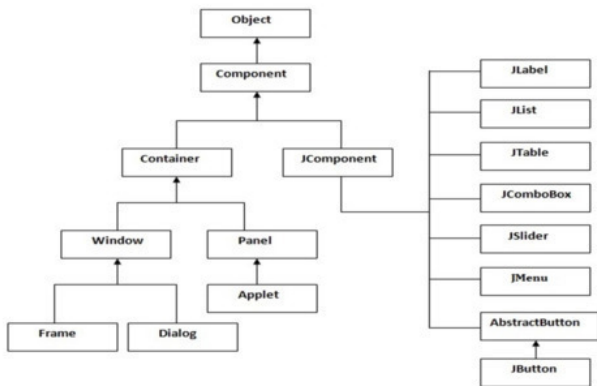 Object
Component
Container
JComponent
Window
Panel
Applet
Frame
Dialog
JLabel
JList
JTable
JComboBox
JSlider
JMenu
AbstractButton
JButton